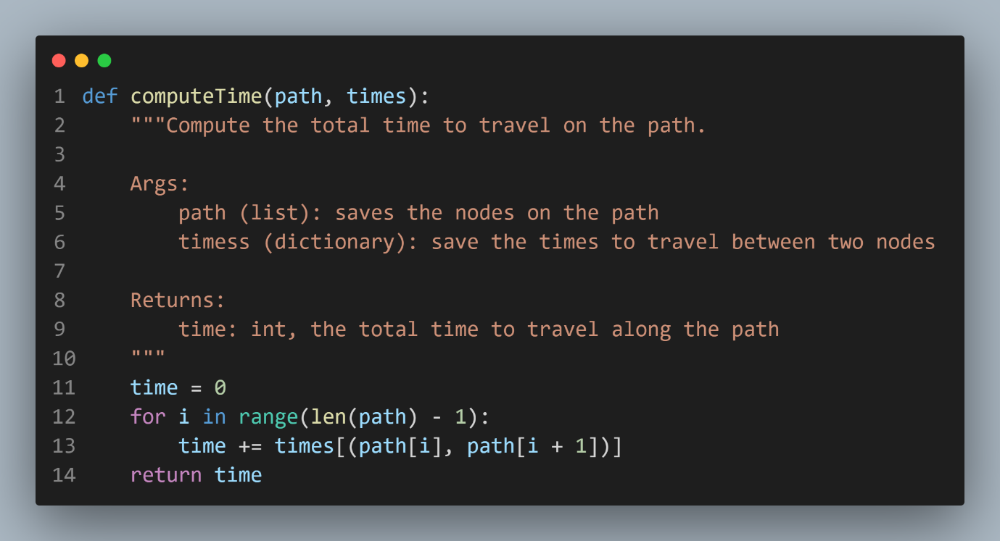 1 def computeTime(path, times):
2     """Compute the total time to travel on the path.
3
4     Args:
5         path (list): saves the nodes on the path
6         timess (dictionary): save the times to travel between two nodes
7
8     Returns:
9         time: int, the total time to travel along the path
10     """
11     time = 0
12     for i in range(len(path) - 1):
13         time += times[(path[i], path[i + 1])]
14     return time